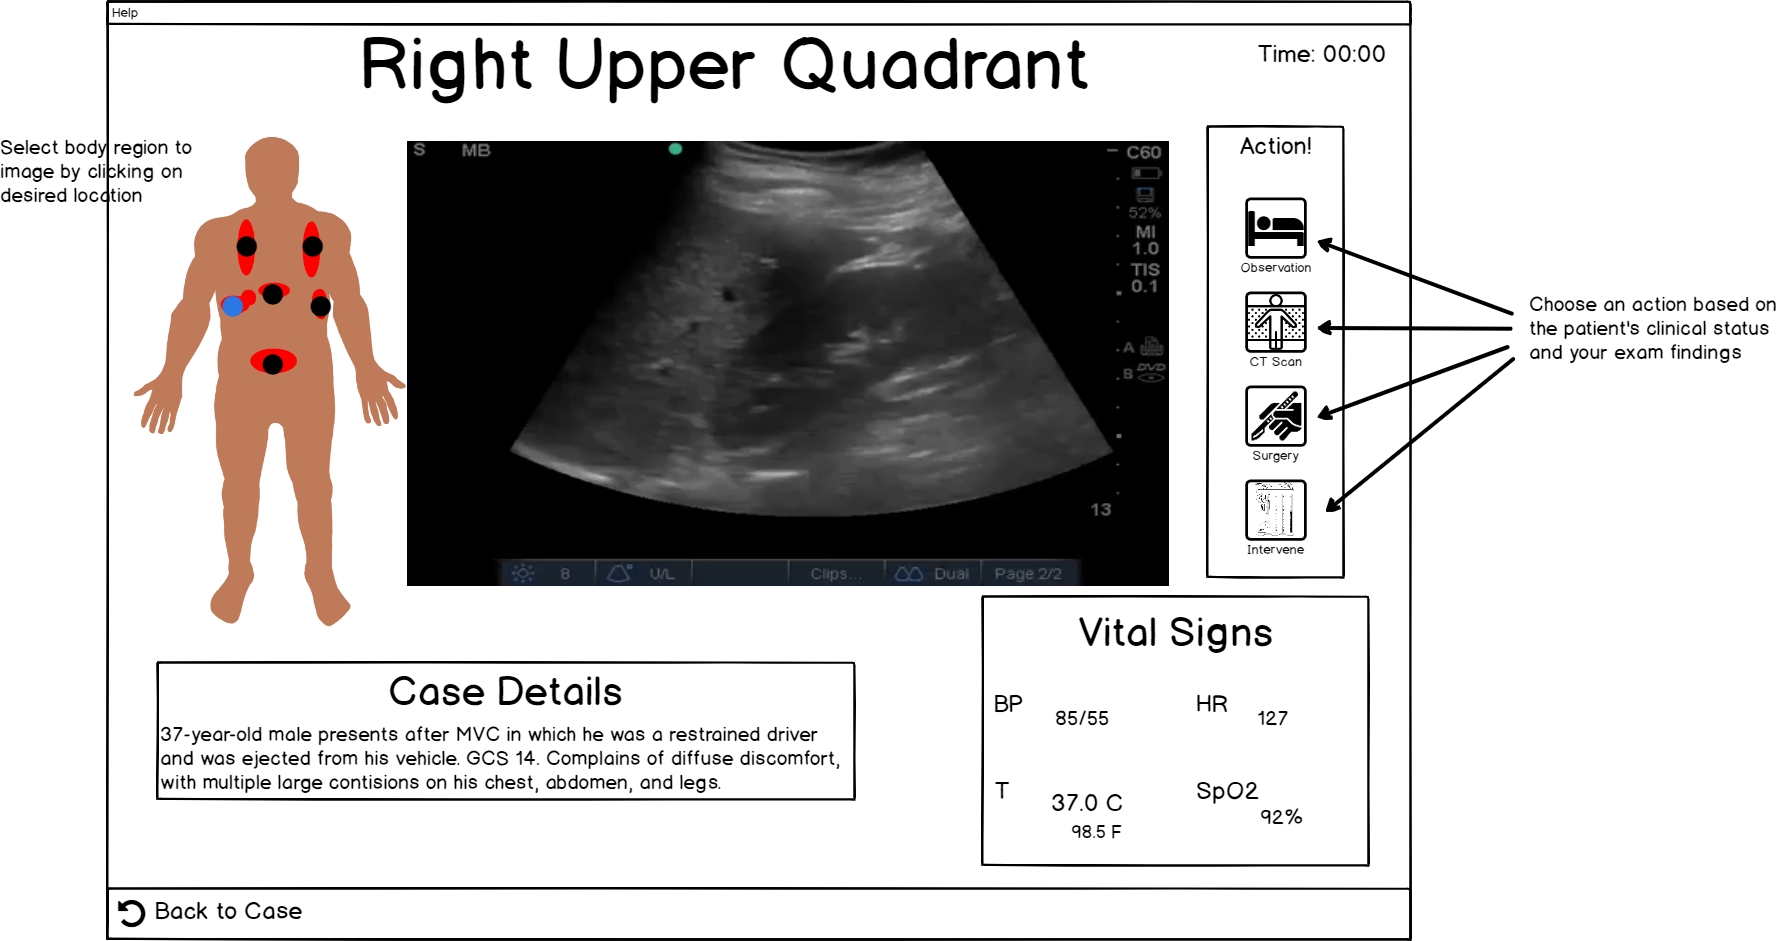 Help
Right Upper Quadrant
Time: 00:00
Select body region to
image by clicking on
desired location
S MB
C60
52%
MI
1.0
TIS
0.1
A
B DVD
13
8 U/L Clips... Dual Page 2/2
Action!
Observation
CT Scan
Surgery
Intervene
Choose an action based on
the patient's clinical status
and your exam findings
Case Details
37-year-old male presents after MVC in which he was a restrained driver
and was ejected from his vehicle. GCS 14. Complains of diffuse discomfort,
with multiple large contisions on his chest, abdomen, and legs.
Vital Signs
BP 85/55 HR 127
T 37.0 C SpO2 92%
98.5 F
Back to Case